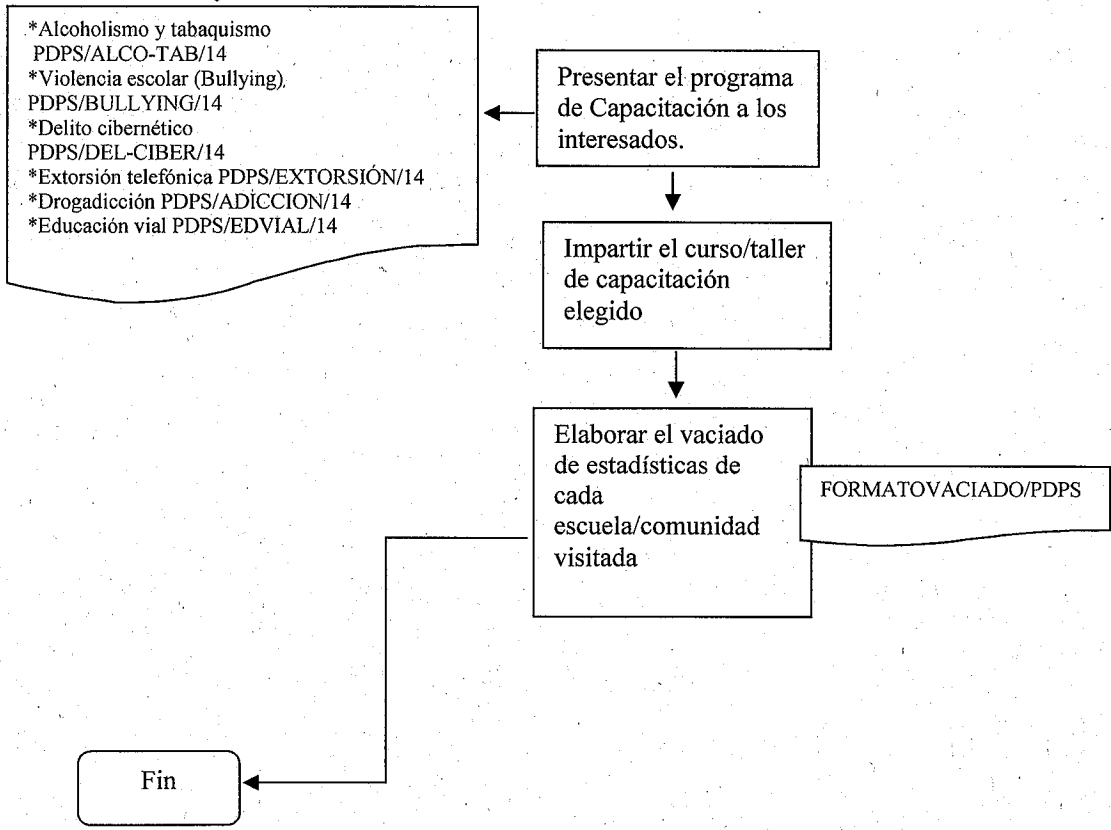 *Alcoholismo y tabaquismo
PDPS/ALCO-TAB/14
*Violencia escolar (Bullying),
PDPS/BULLYING/14
*Delito cibernético
PDPS/DEL-CIBER/14
*Extorsión telefónica PDPS/EXTORSIÓN/14
*Drogadicción PDPS/ADICCION/14
*Educación vial PDPS/EDVIAL/14
Presentar el programa
de Capacitación a los
interesados.
Impartir el curso/taller
de capacitación
elegido
Elaborar el vaciado
de estadísticas de
cada
escuela/comunidad
visitada
FORMATOVACIADO/PDPS
Fin